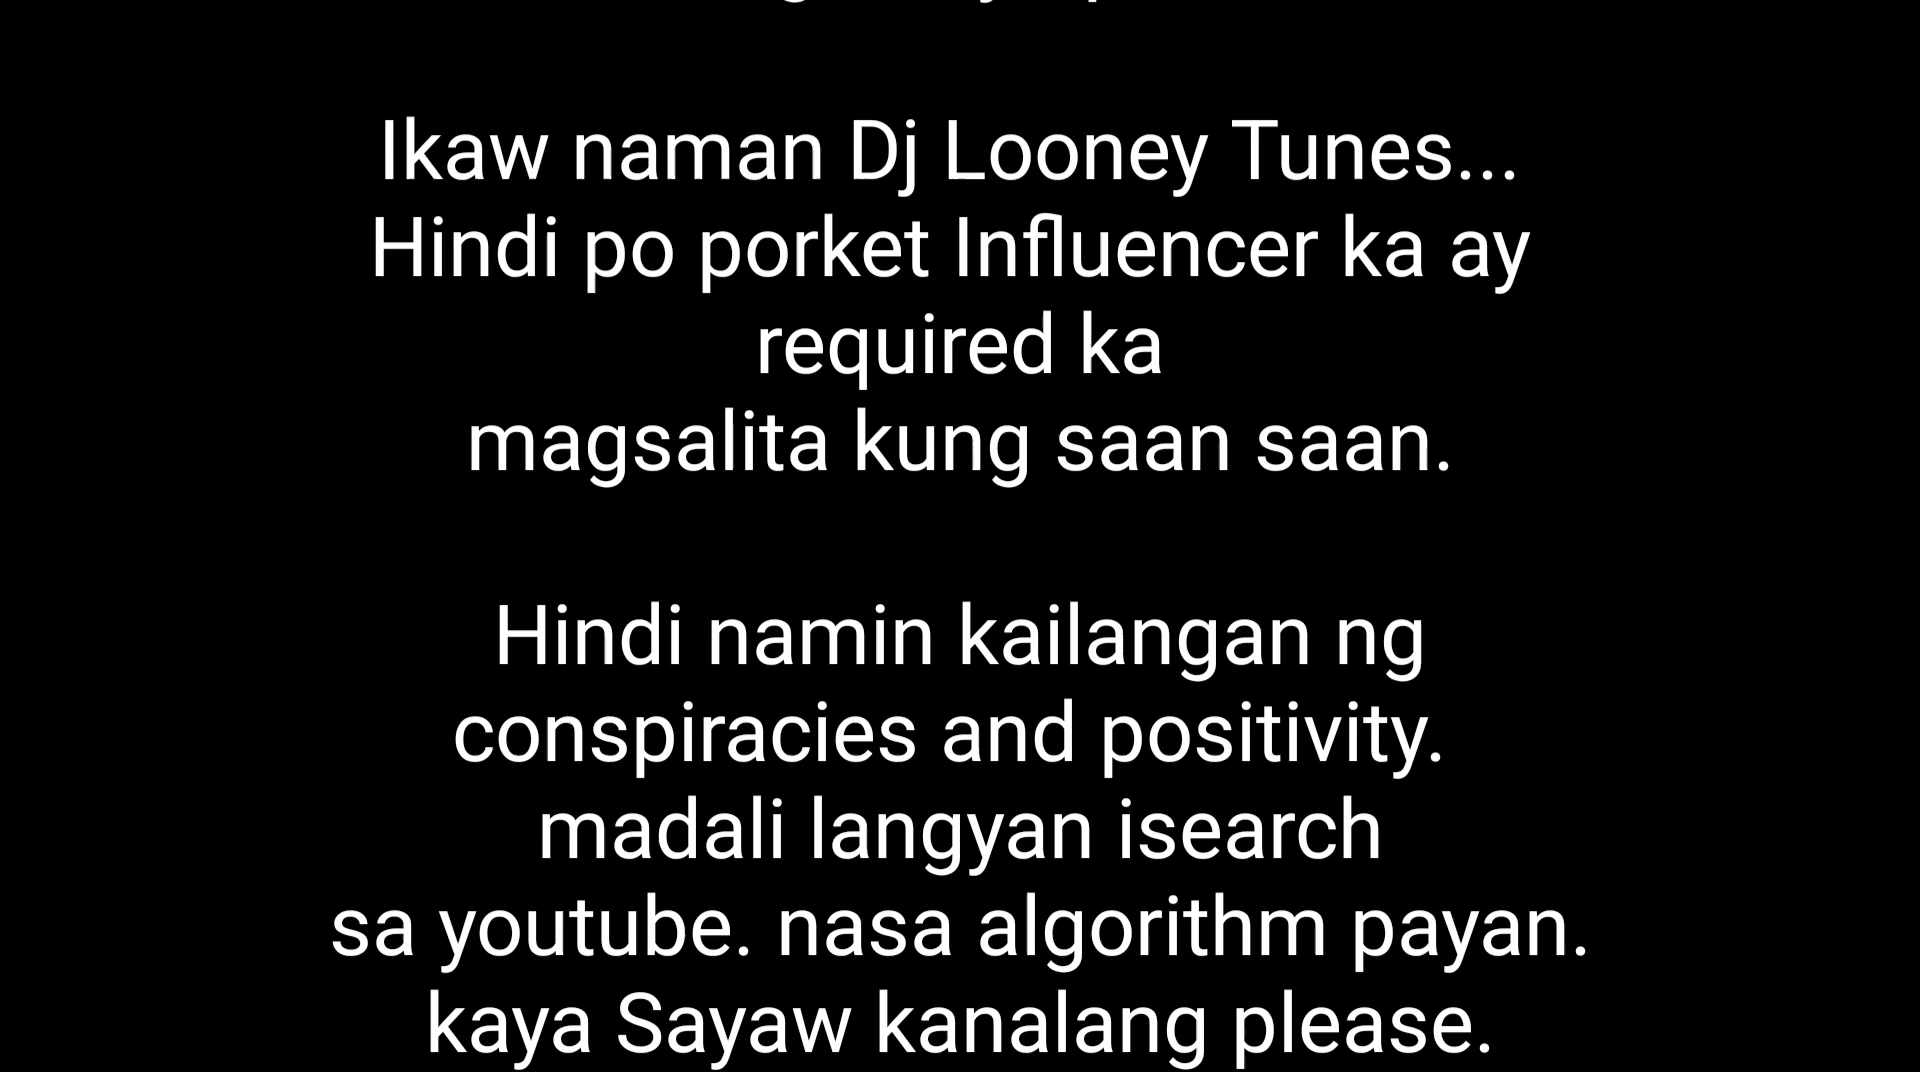 Ikaw naman Dj Looney Tunes...
Hindi po porket Influencer ka ay
required ka
magsalita kung saan saan.
Hindi namin kailangan ng
conspiracies and positivity.
madali langyan isearch
sa youtube. nasa algorithm payan.
kaya Sayaw kanalang please.